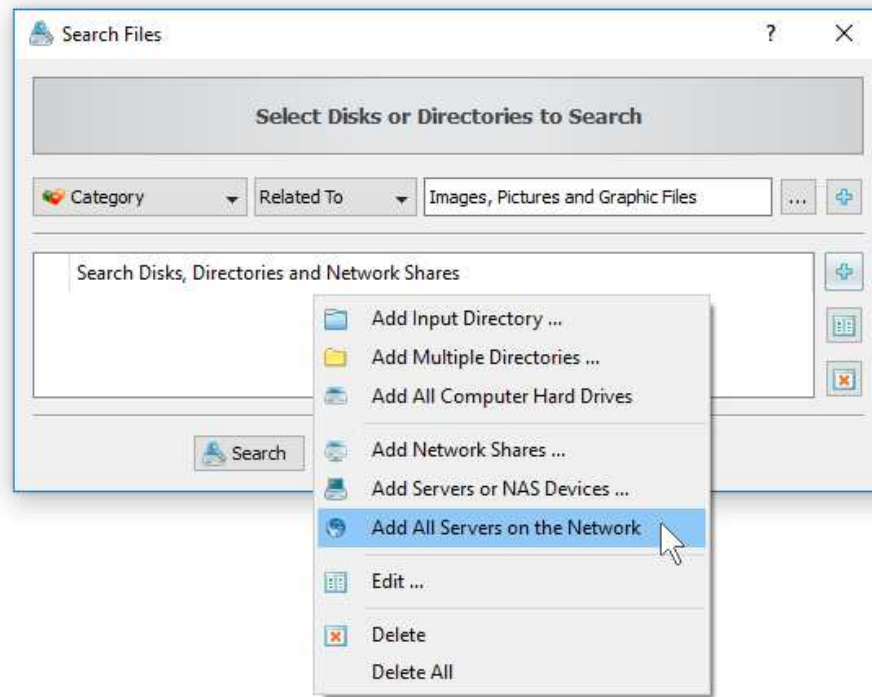 Search Files
?
Select Disks or Directories to Search
Category Related To Images, Pictures and Graphic Files ...
Search Disks, Directories and Network Shares
Add Input Directory ...
Add Multiple Directories ...
Add All Computer Hard Drives
Add Network Shares ...
Search
Add Servers or NAS Devices ...
Add All Servers on the Network
Edit ...
Delete
Delete All